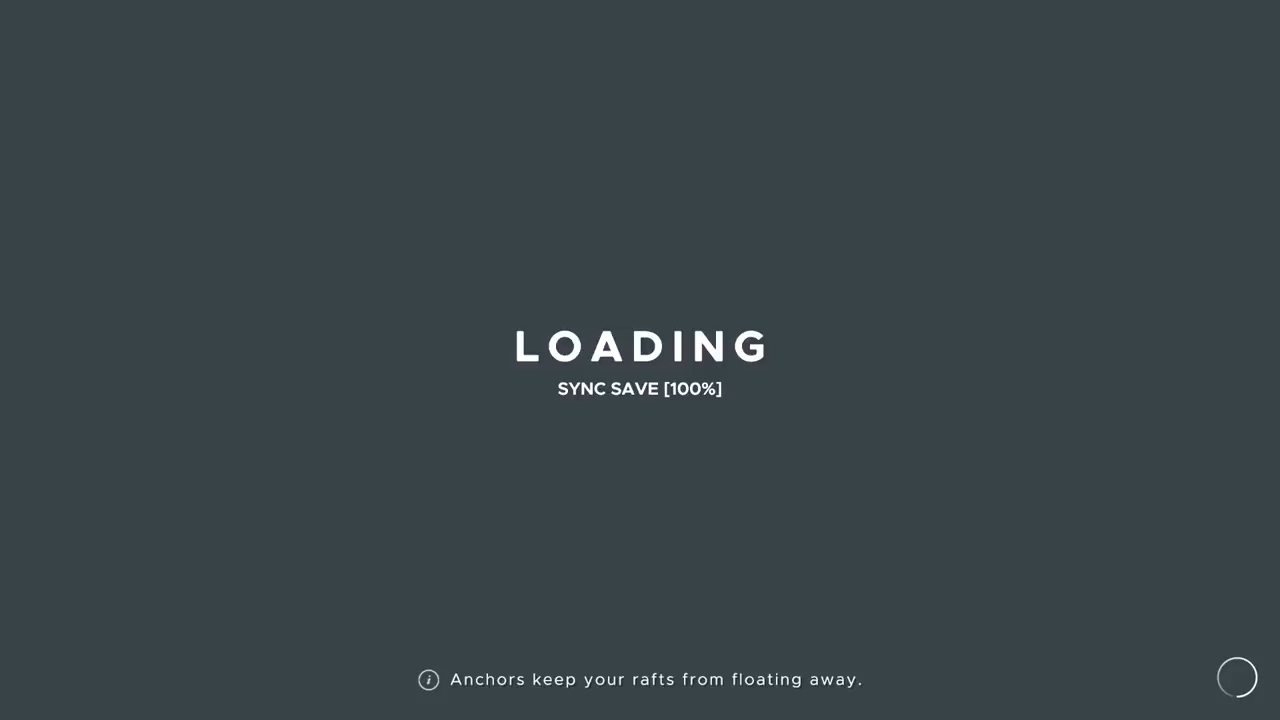 LOADING
SYNC SAVE [100%]
Anchors keep your rafts from floating away.